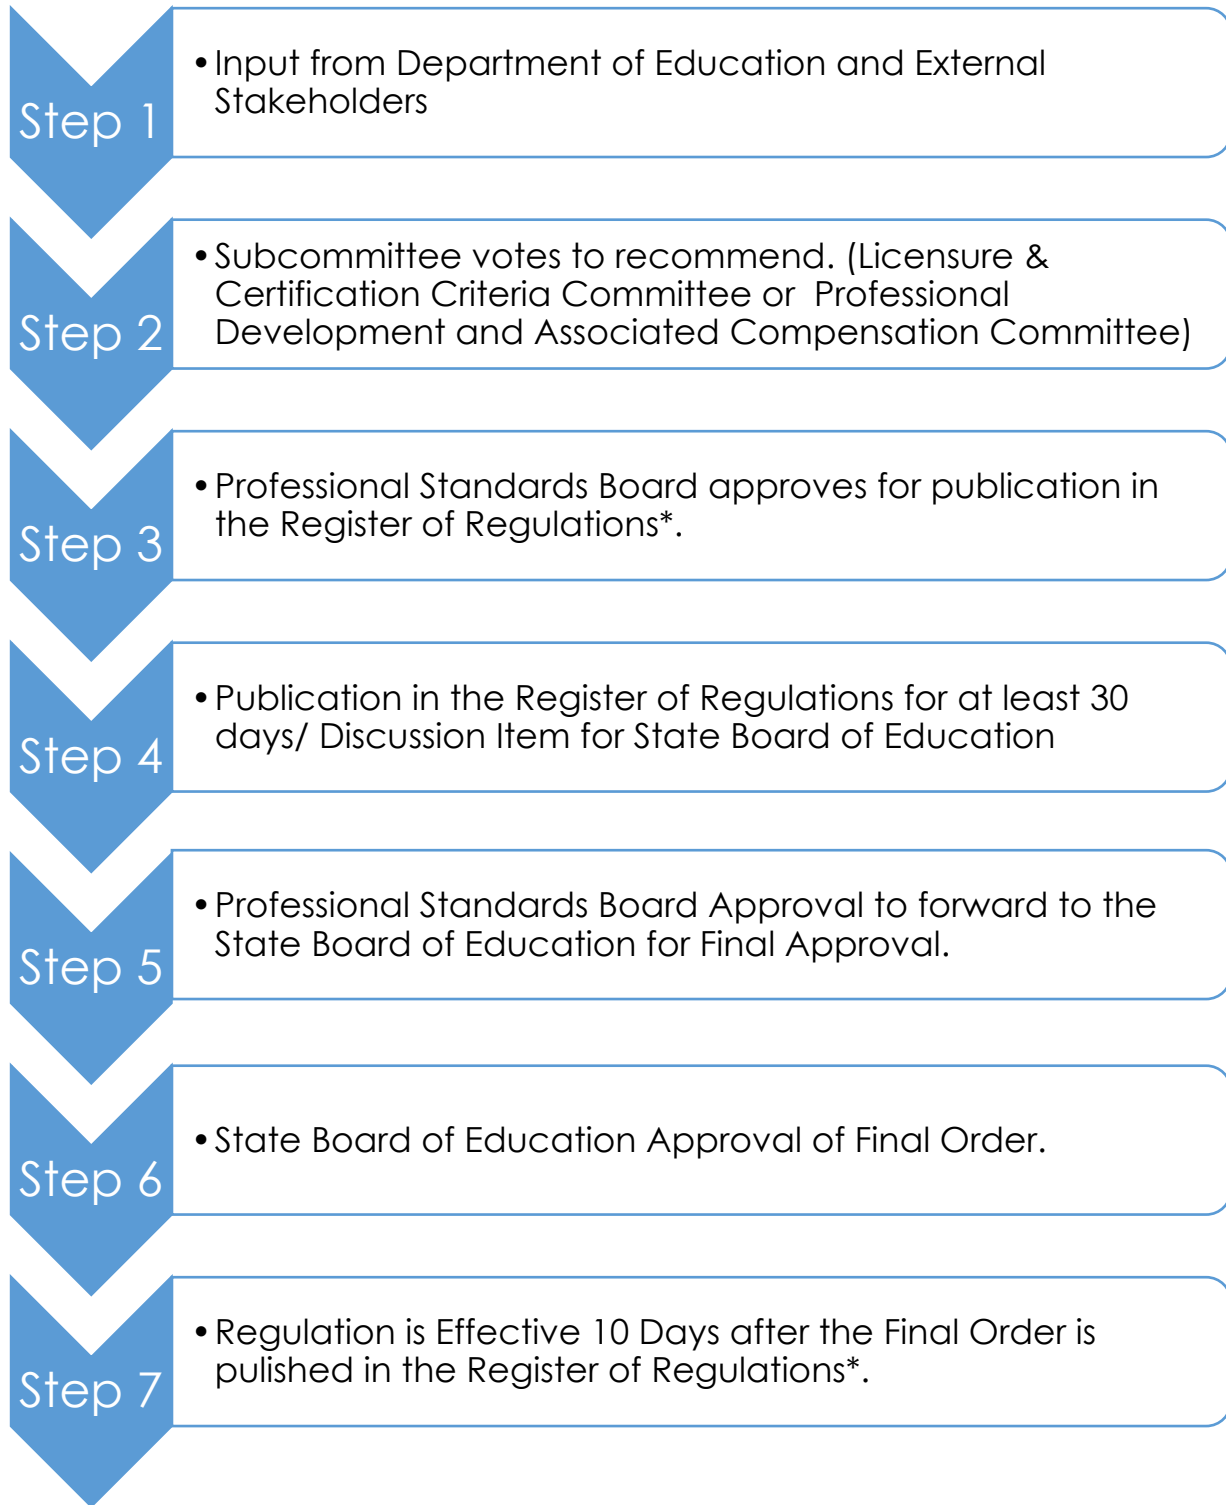 Step 1
•Input from Department of Education and External
Stakeholders
Step 2
•Subcommittee votes to recommend. (Licensure &
Certification Criteria Committee or  Professional
Development and Associated Compensation Committee)
Step 3
•Professional Standards Board approves for publication in
the Register of Regulations*.
Step 4
•Publication in the Register of Regulations for at least 30
days/ Discussion Item for State Board of Education
Step 5
•Professional Standards Board Approval to forward to the
State Board of Education for Final Approval.
Step 6
•State Board of Education Approval of Final Order.
Step 7
•Regulation is Effective 10 Days after the Final Order is
pulished in the Register of Regulations*.